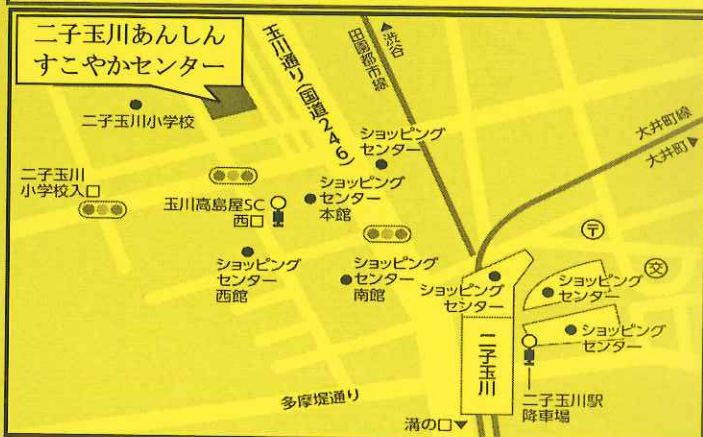 二子玉川あんしん
すこやかセンター
二子玉川小学校
玉川通り(国道246)
田園都市線
▲渋谷
大井町線
大井町▶
ショッピング
センター
二子玉川
小学校入口
玉川高島屋SC
西口
ショッピング
センター
本館
ショッピング
センター
西館
ショッピング
センター
南館
ショッピング
センター
〒
交
ショッピング
センター
ショッピング
センター
二子玉川
二子玉川駅
降車場
多摩堤通り
溝の口▼